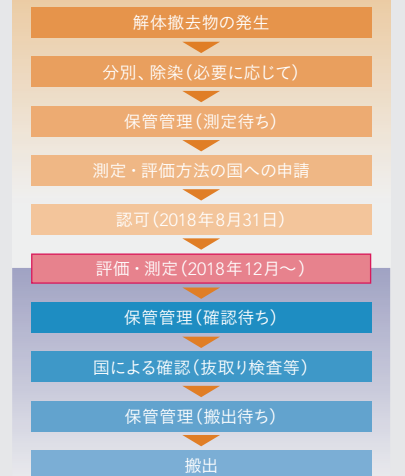 解体撤去物の発生
分別、除染(必要に応じて)
保管管理(測定待ち)
測定・評価方法の国への申請
認可(2018年8月31日)
評価・測定(2018年12月～)
保管管理(確認待ち)
国による確認(抜取り検査等)
保管管理(搬出待ち)
搬出